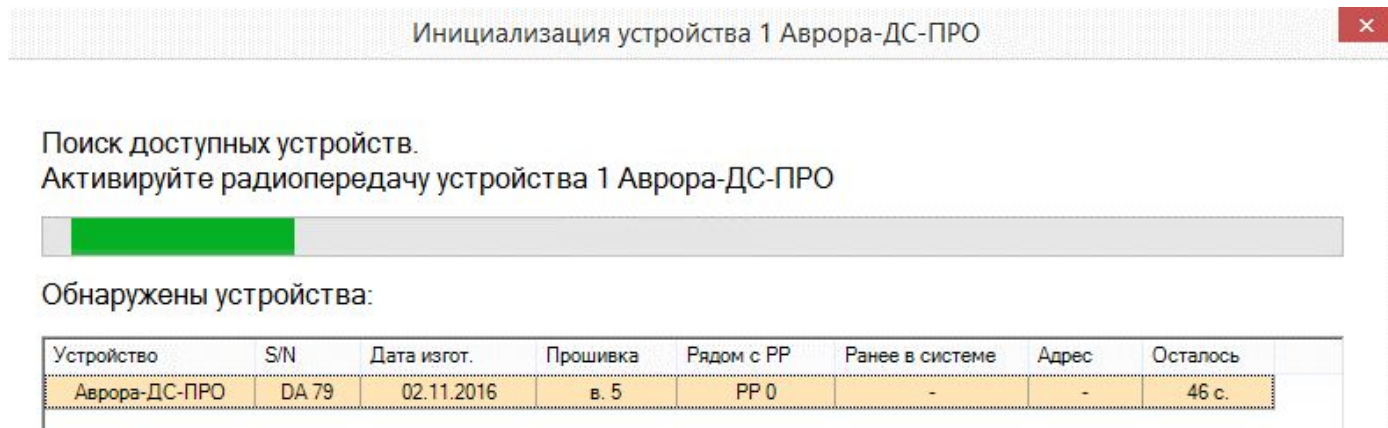 Инициализация устройства 1 Аврора-ДС-ПРО
Поиск доступных устройств.
Активируйте радиопередачу устройства 1 Аврора-ДС-ПРО
Обнаружены устройства:
Устройство S/N Дата изгот. Прошивка Рядом с РР Ранее в системе Адрес Осталось
Аврора-ДС-ПРО DA 79 02.11.2016 в. 5 РР 0 - - 46 с.